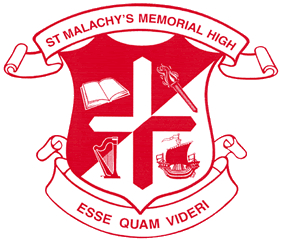 ST MALACHY'S MEMORIAL HIGH
ESSE QUAM VIDERI